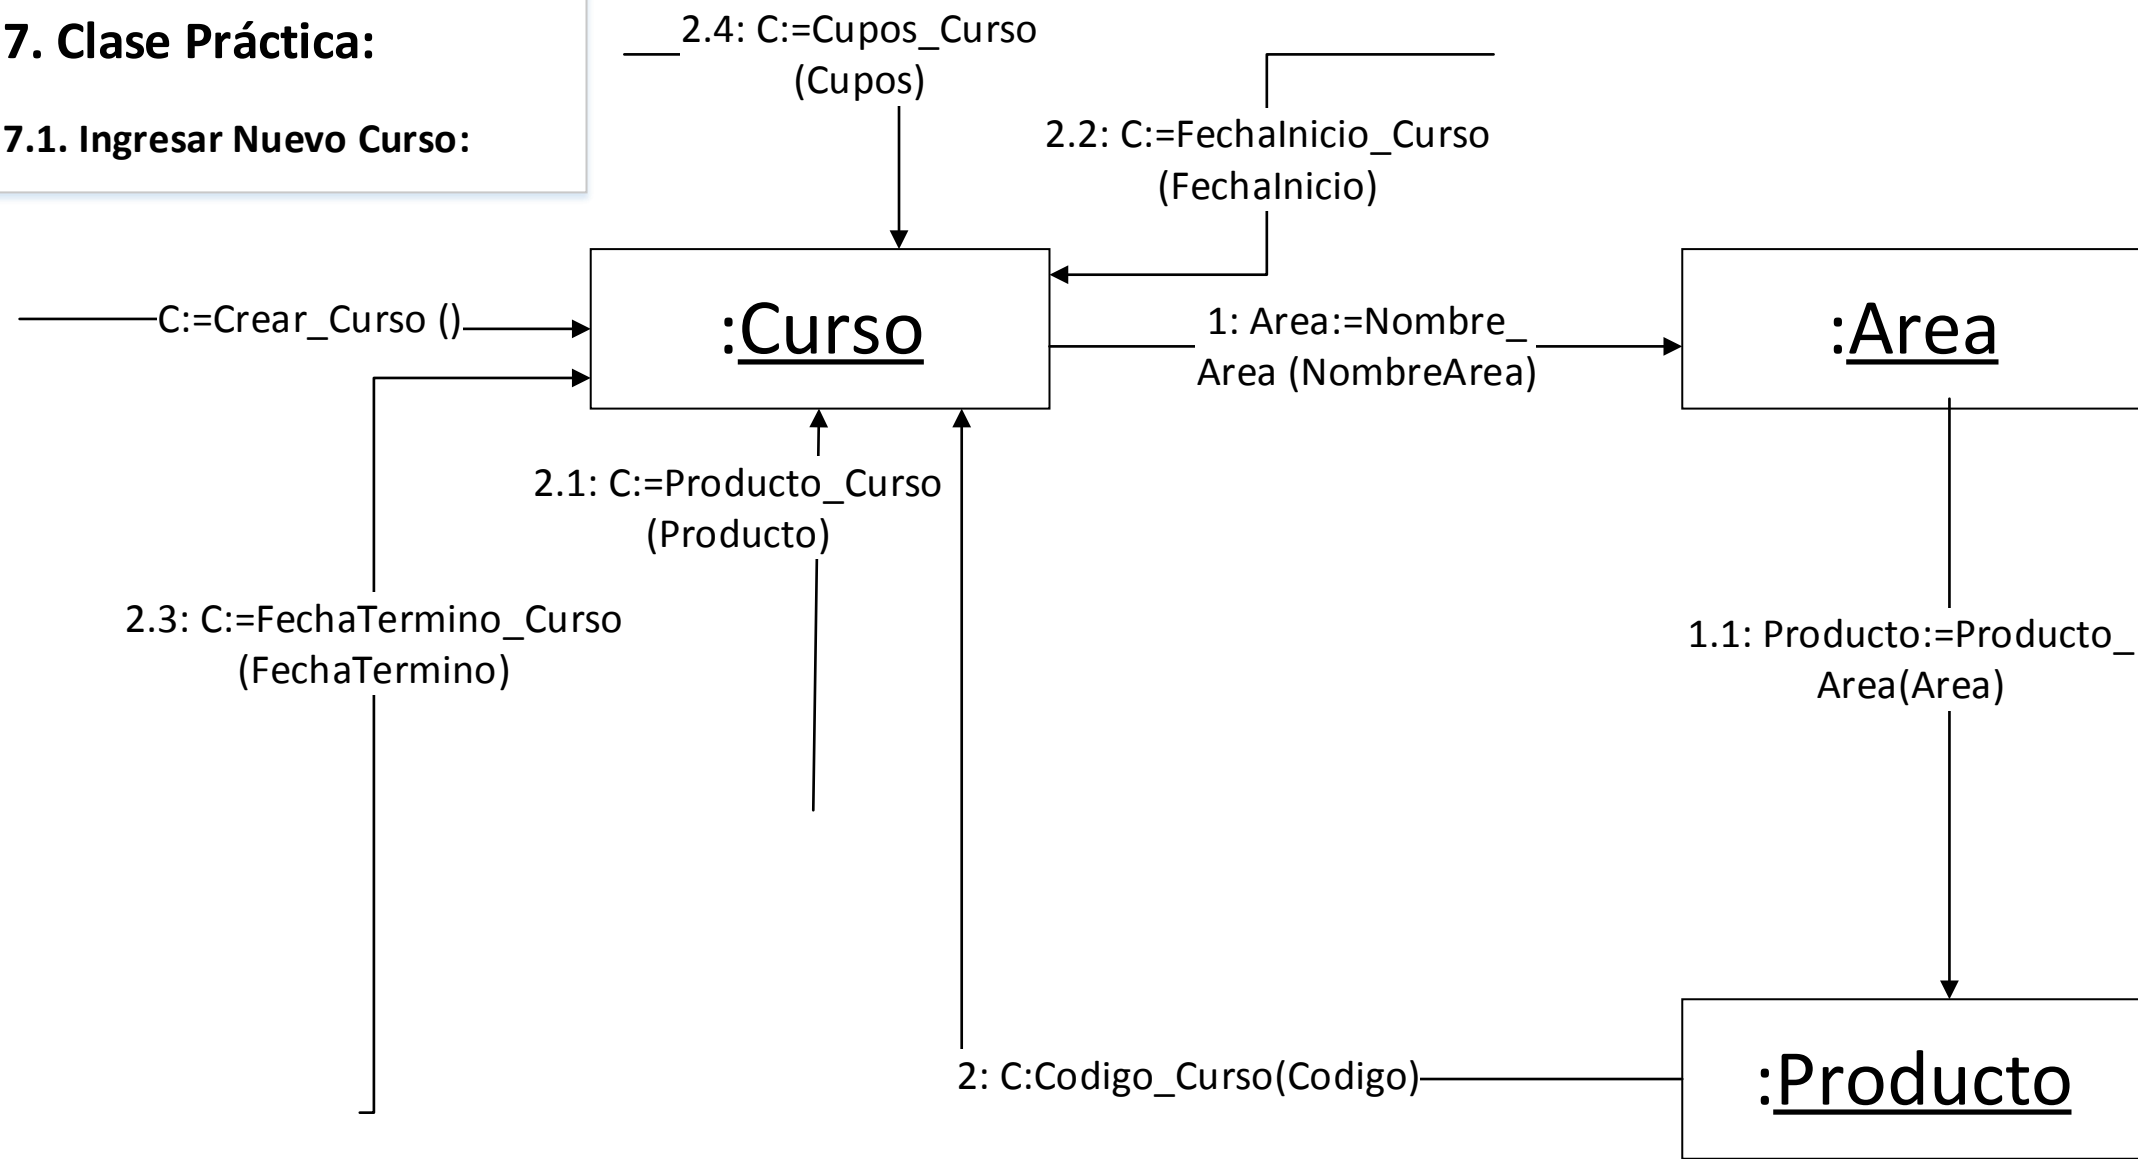 7. Clase Práctica:
7.1. Ingresar Nuevo Curso:
2.4: C:=Cupos_Curso
(Cupos)
2.2: C:=FechaInicio_Curso
(FechaInicio)
C:=Crear_Curso ()
:Curso
1: Area:=Nombre_
Area (NombreArea)
:Area
2.1: C:=Producto_Curso
(Producto)
2.3: C:=FechaTermino_Curso
(FechaTermino)
1.1: Producto:=Producto_
Area(Area)
2: C:Codigo_Curso(Codigo)
:Producto